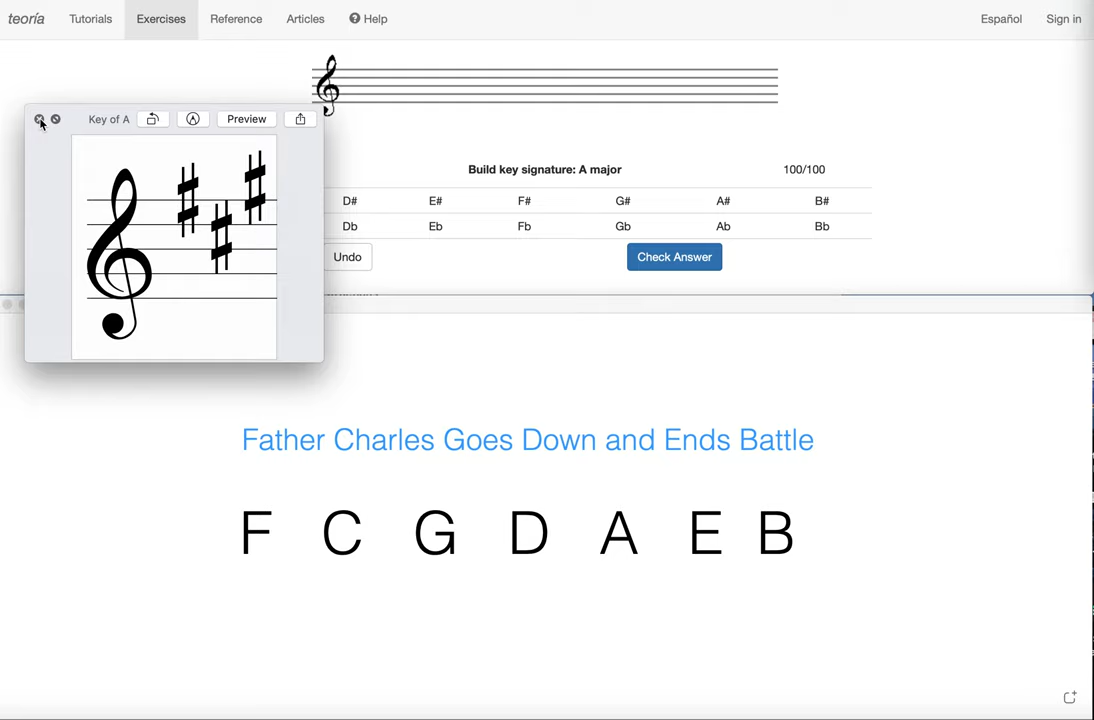 teoría Tutorials Exercises Reference Articles Help Español Sign in
Key of A Preview
Build key signature: A major 100/100
D# E# F# G# A# B#
Db Eb Fb Gb Ab Bb
Undo Check Answer
Father Charles Goes Down and Ends Battle
F C G D A E B